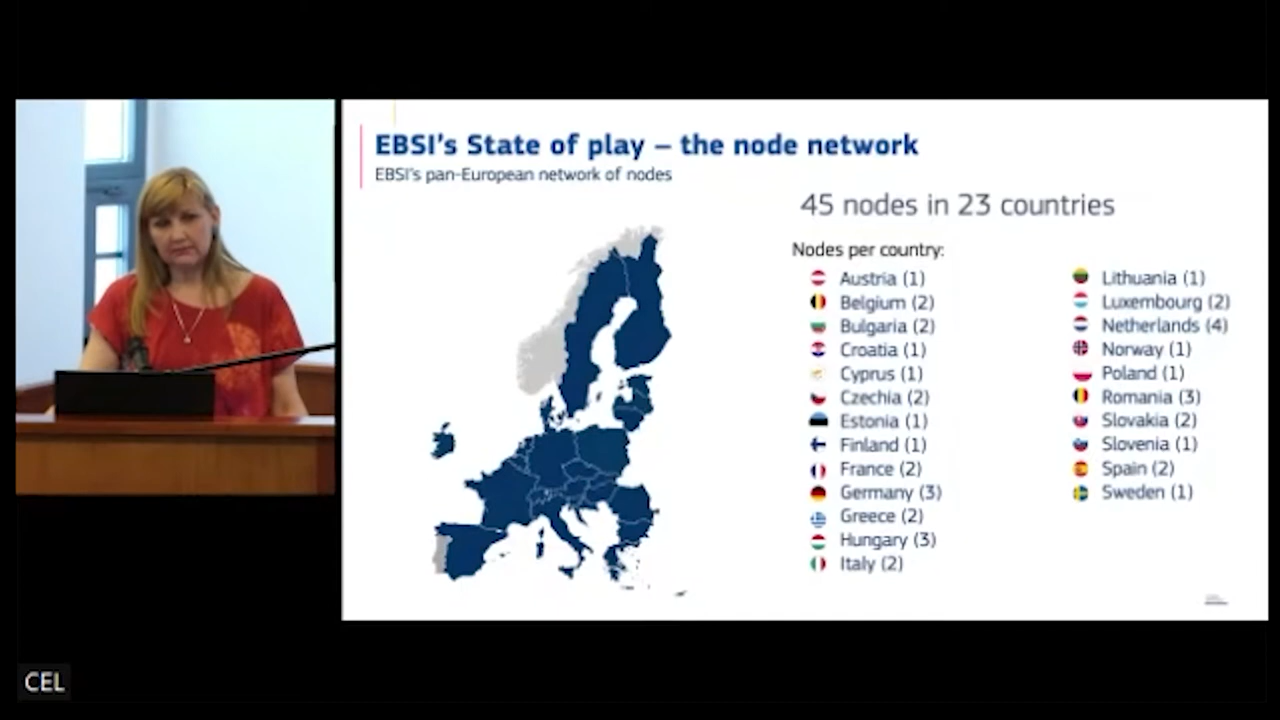 EBSI's State of play – the node network
EBSI's pan-European network of nodes
45 nodes in 23 countries
Nodes per country:
Austria (1)
Belgium (2)
Bulgaria (2)
Croatia (1)
Cyprus (1)
Czechia (2)
Estonia (1)
Finland (1)
France (2)
Germany (3)
Greece (2)
Hungary (3)
Italy (2)
Lithuania (1)
Luxembourg (2)
Netherlands (4)
Norway (1)
Poland (1)
Romania (3)
Slovakia (2)
Slovenia (1)
Spain (2)
Sweden (1)
CEL